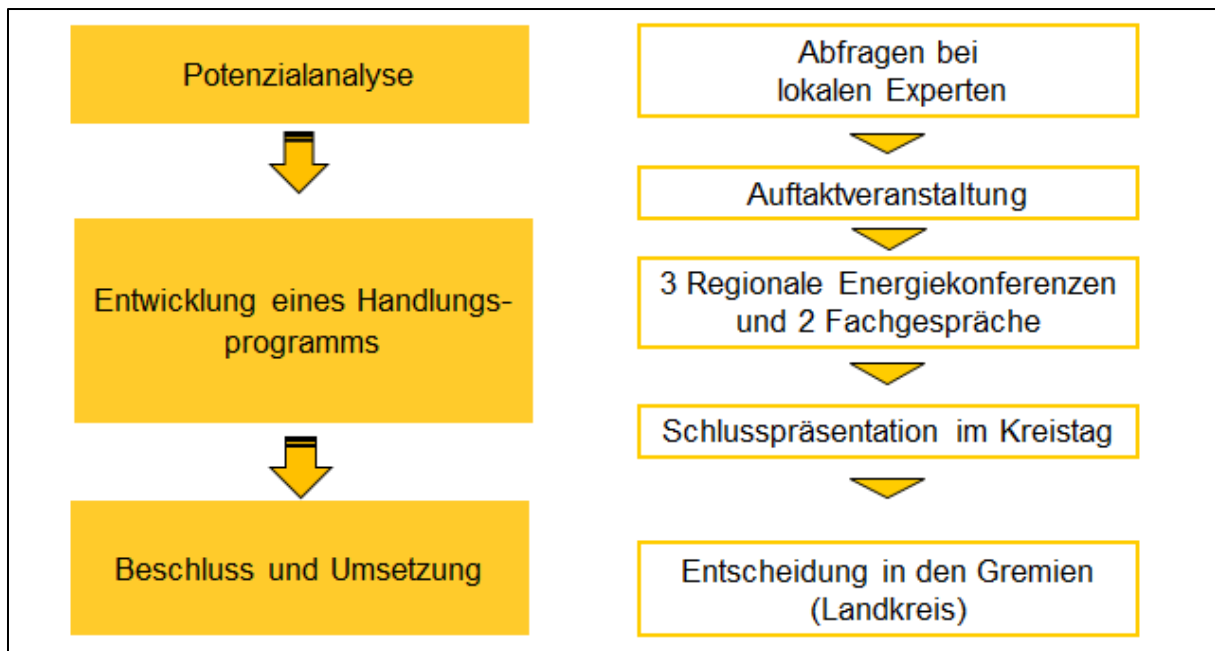 Potenzialanalyse
Entwicklung eines Handlungs-
programms
Beschluss und Umsetzung
Abfragen bei
lokalen Experten
Auftaktveranstaltung
3 Regionale Energiekonferenzen
und 2 Fachgespräche
Schlusspräsentation im Kreistag
Entscheidung in den Gremien
(Landkreis)